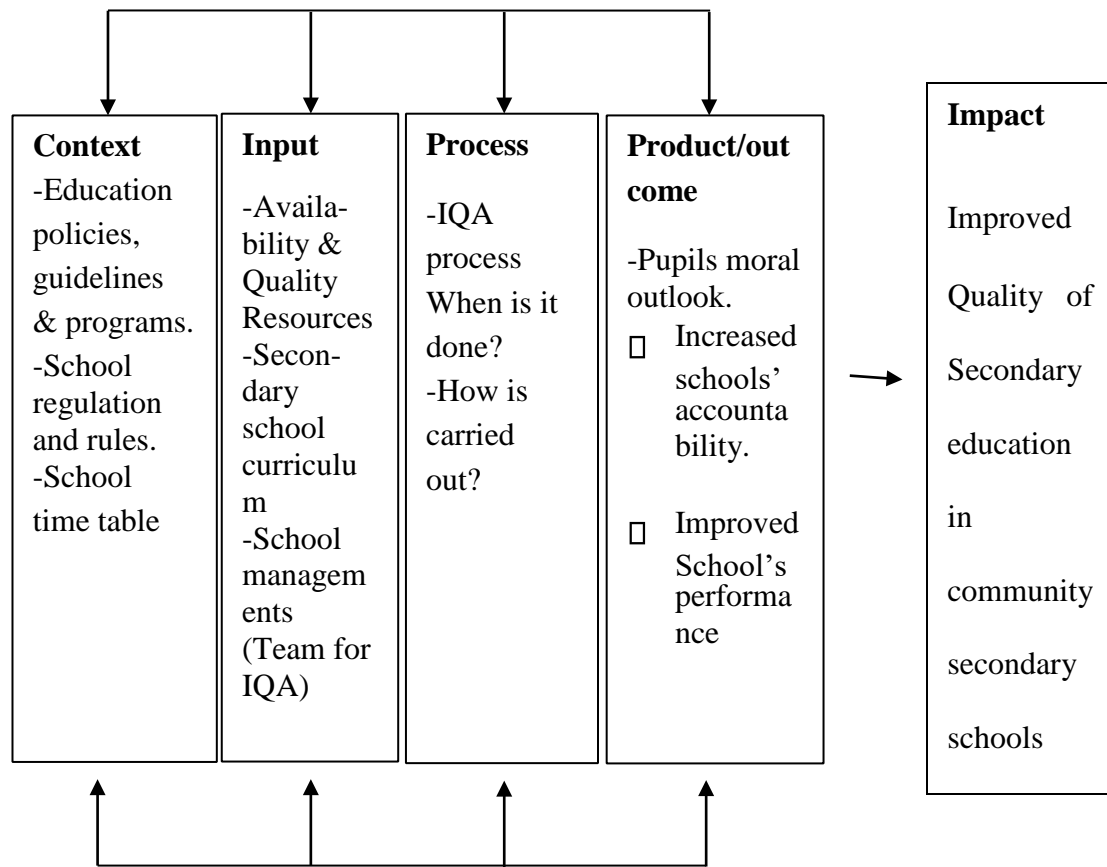 Context
-Education
policies,
guidelines
& programs.
-School
regulation
and rules.
-School
time table
Input
-Availa-
bility &
Quality
Resources
-Secon-
dary
school
curriculu
m
-School
managem
ents
(Team for
IQA)
Process
-IQA
process
When is it
done?
-How is
carried
out?
Product/out
come
-Pupils moral
outlook.
Increased
schools’
accounta
bility.
Improved
School’s
performa
nce
Impact
Improved
Quality of
Secondary
education
in
community
secondary
schools